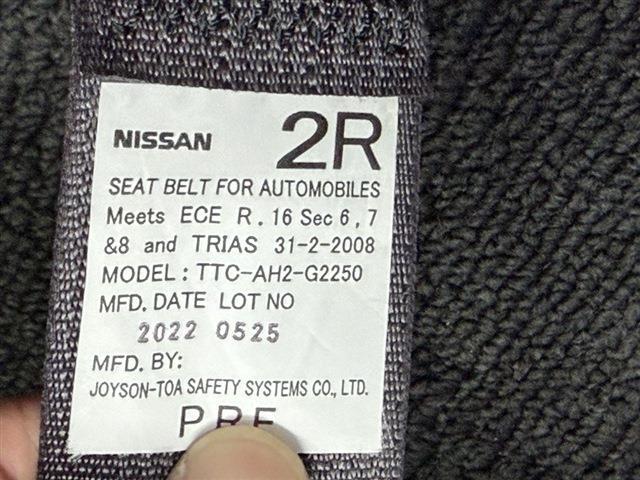 NISSAN 2R
SEAT BELT FOR AUTOMOBILES
Meets ECE R. 16 Sec 6, 7
&8 and TRIAS 31-2-2008
MODEL: TTC-AH2-G2250
MFD. DATE LOT NO
2022 0525
MFD. BY:
JOYSON-TOA SAFETY SYSTEMS CO., LTD.